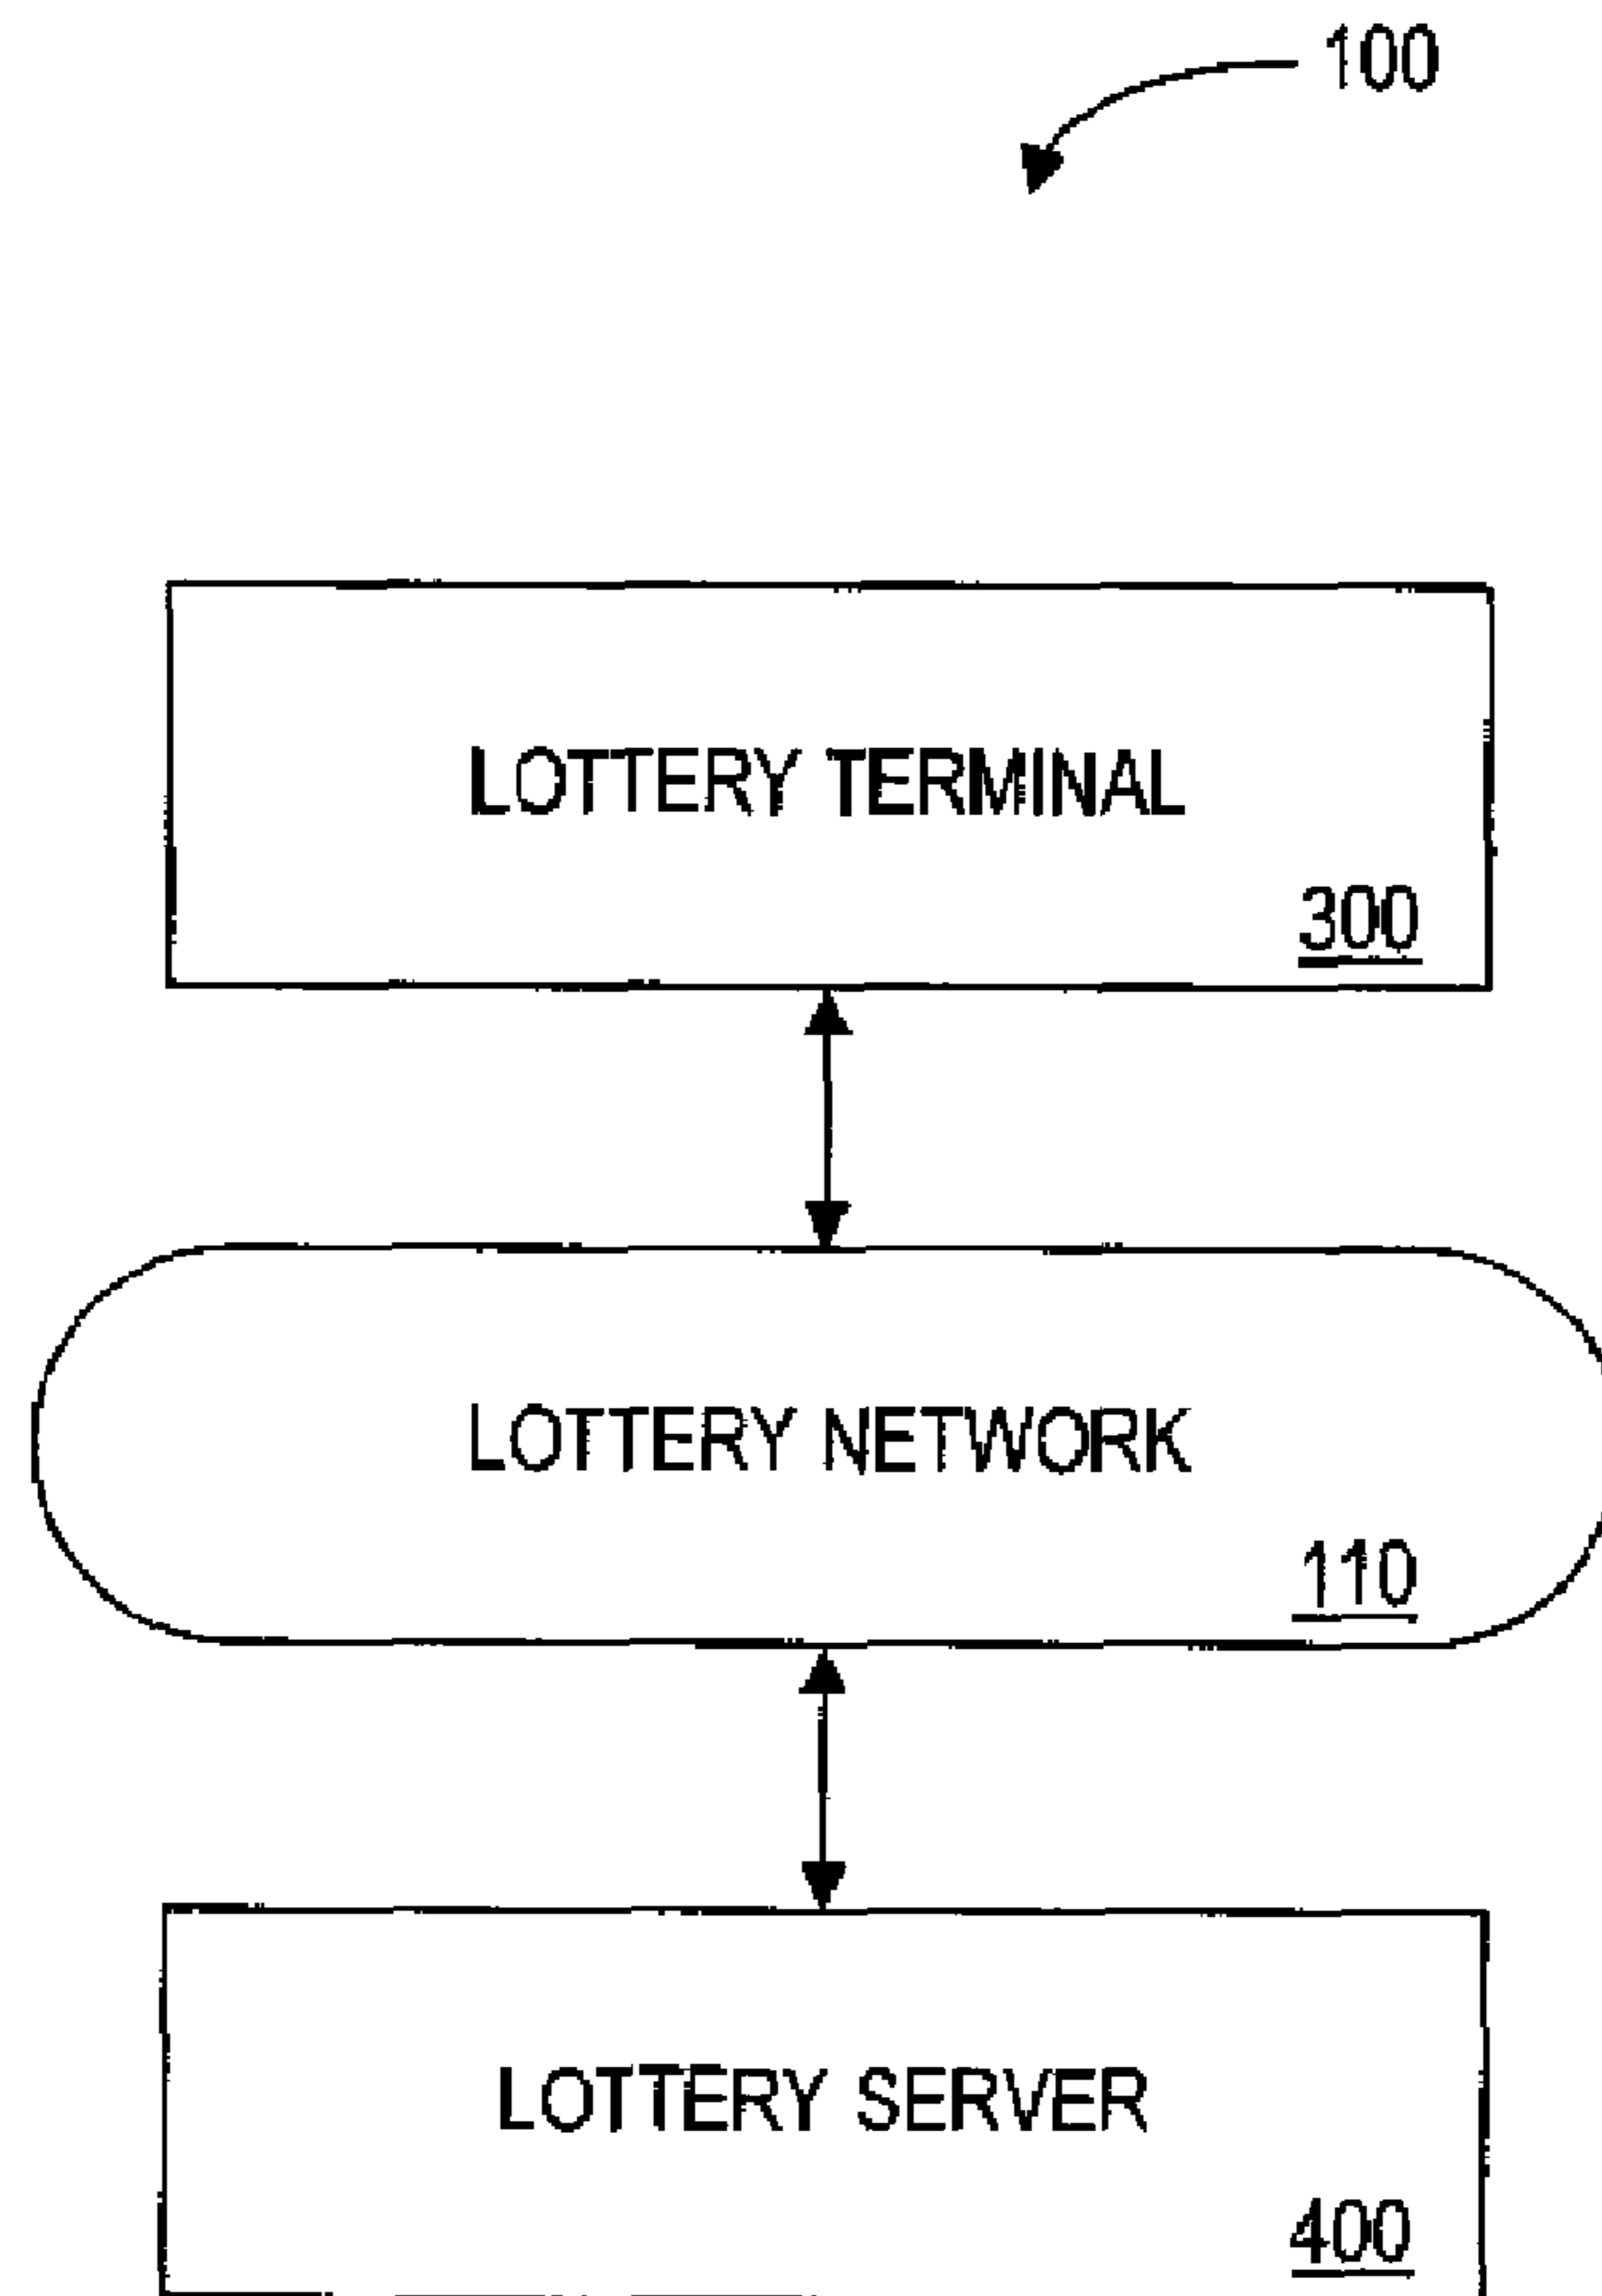 100
LOTTERY TERMINAL
300
LOTTERY NETWORK
110
LOTTERY SERVER
400